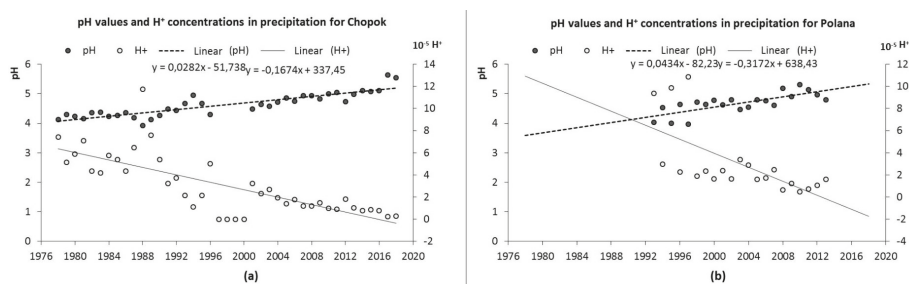 pH values and H⁺ concentrations in precipitation for Chopok
10⁻⁵ H⁺
pH H+ Linear (pH) Linear (H+)
y = 0,0282x - 51,738 y = -0,1674x + 337,45
pH
6
5
4
3
2
1
0
14
12
10
8
6
4
2
0
-2
1976 1980 1984 1988 1992 1996 2000 2004 2008 2012 2016 2020
(a)
pH values and H⁺ concentrations in precipitation for Polana
10⁻⁵ H⁺
pH H+ Linear (pH) Linear (H+)
y = 0,0434x - 82,23 y = -0,3172x + 638,43
pH
6
5
4
3
2
1
0
14
12
10
8
6
4
2
0
-2
-4
1976 1980 1984 1988 1992 1996 2000 2004 2008 2012 2016 2020
(b)